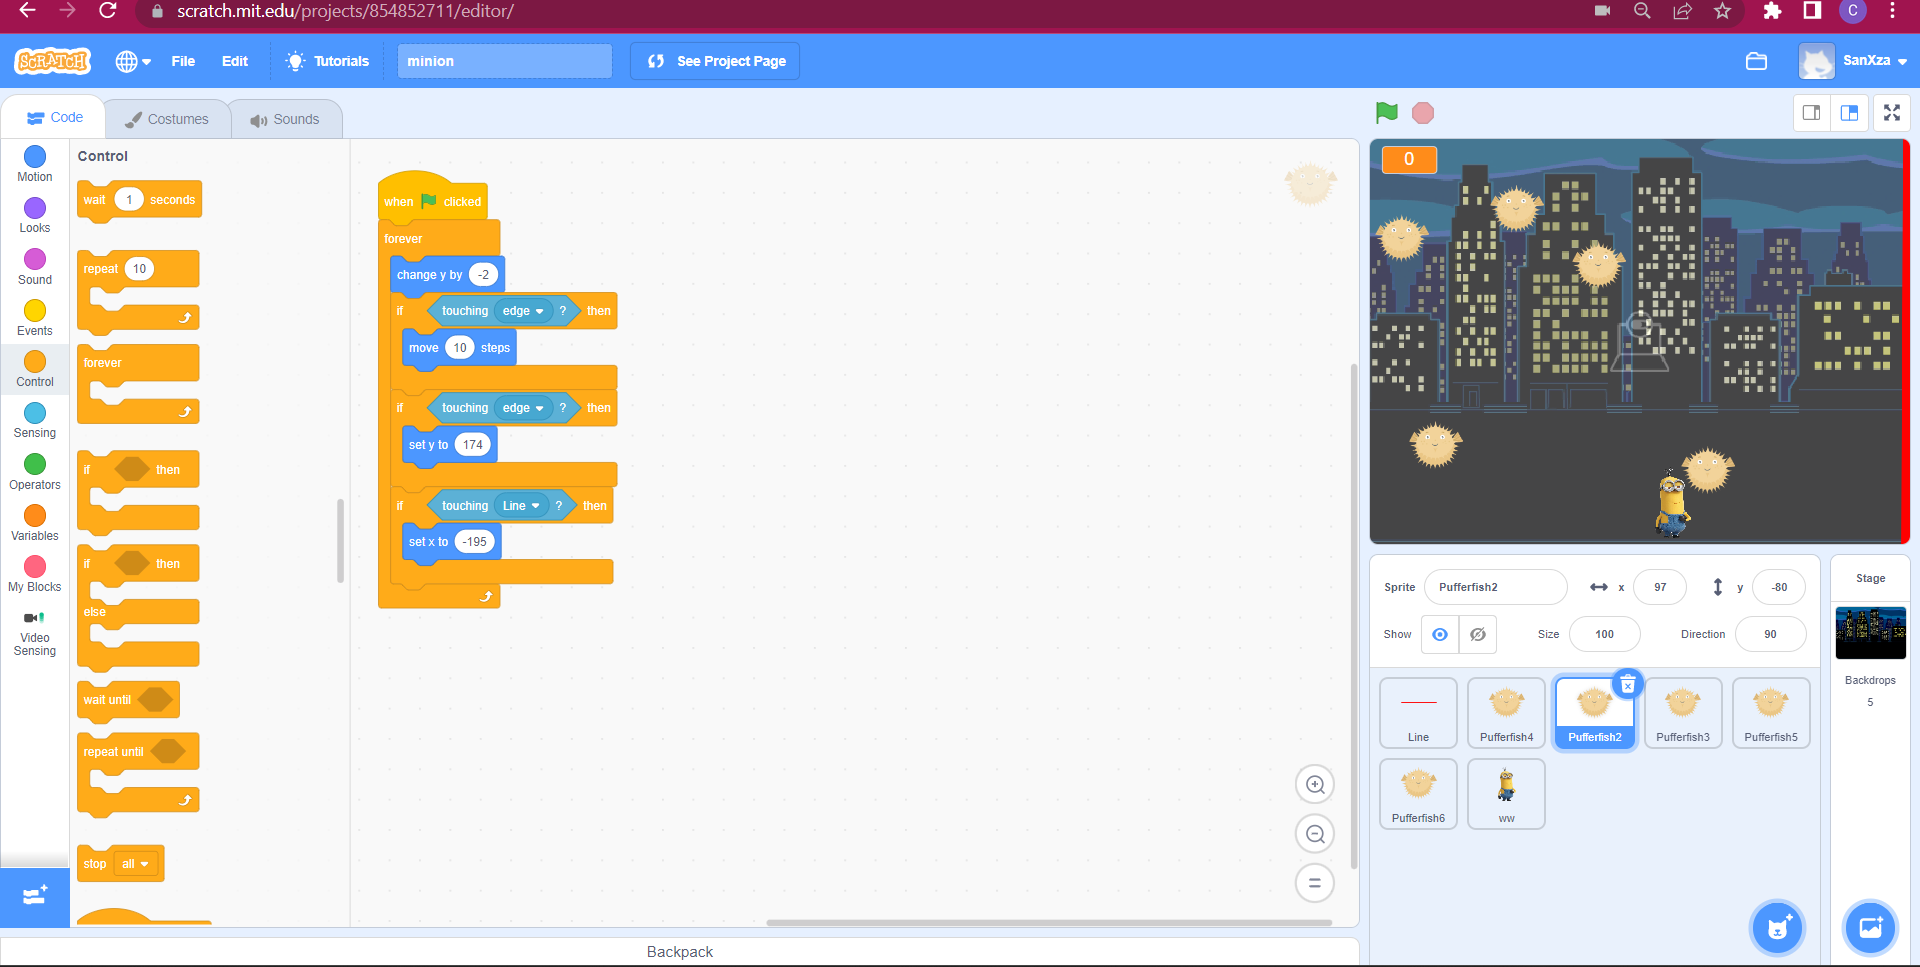 scratch.mit.edu/projects/854852711/editor/
C
SCRATCH
File
Edit
Tutorials
minion
See Project Page
SanXza
Code
Costumes
Sounds
Motion
Looks
Sound
Events
Control
Sensing
Operators
Variables
My Blocks
Video
Sensing
Control
wait 1 seconds
repeat 10
forever
if then
if then
else
wait until
repeat until
stop all
when clicked
forever
change y by -2
if touching edge ? then
move 10 steps
if touching edge ? then
set y to 174
if touching Line ? then
set x to -195
0
Sprite Pufferfish2 x 97 y -80
Show Size 100 Direction 90
Line
Pufferfish4
Pufferfish2
Pufferfish3
Pufferfish5
Pufferfish6
ww
Stage
Backdrops
5
Backpack